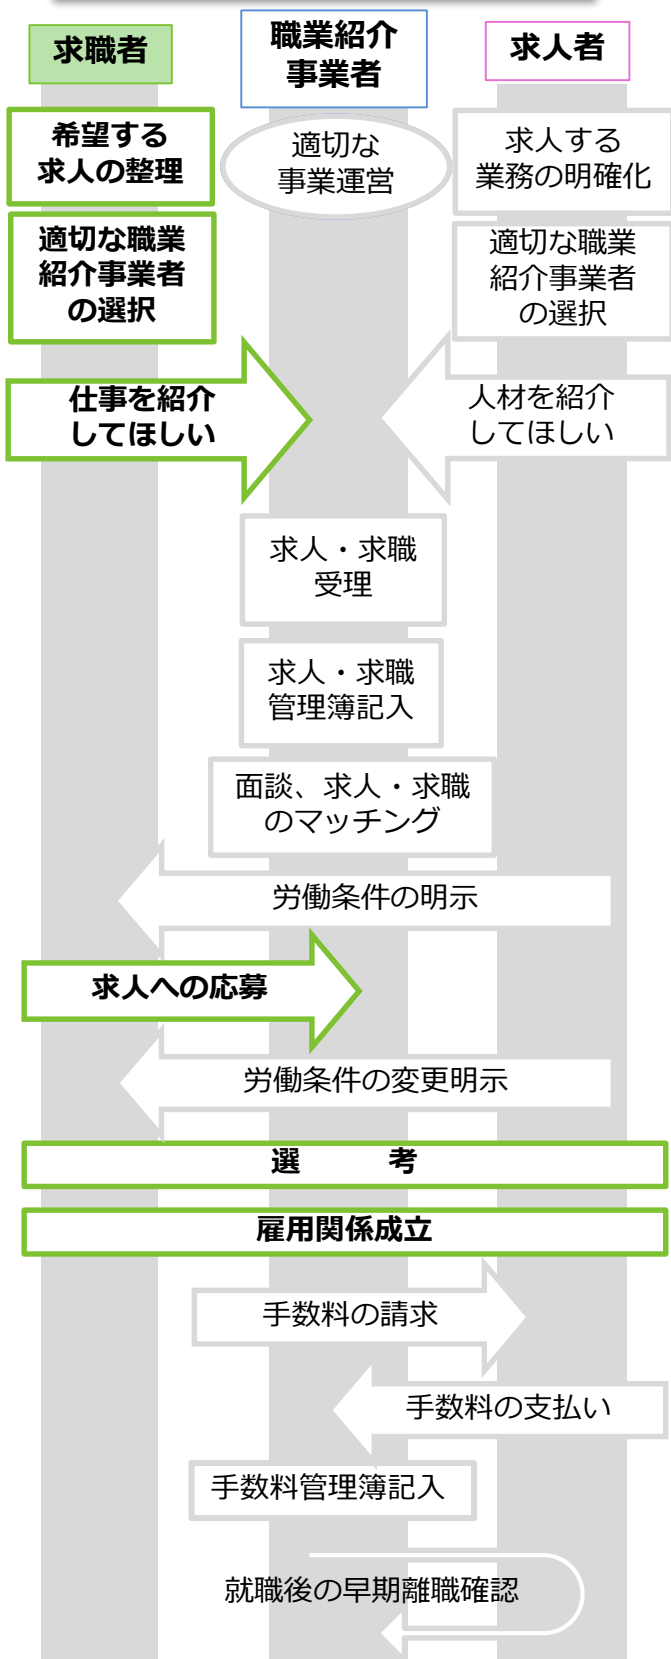 求職者
職業紹介
事業者
求人者
希望する
求人の整理
適切な
事業運営
求人する
業務の明確化
適切な職業
紹介事業者
の選択
適切な職業
紹介事業者
の選択
仕事を紹介
してほしい
人材を紹介
してほしい
求人・求職
受理
求人・求職
管理簿記入
面談、求人・求職
のマッチング
労働条件の明示
求人への応募
労働条件の変更明示
選　　考
雇用関係成立
手数料の請求
手数料の支払い
手数料管理簿記入
就職後の早期離職確認